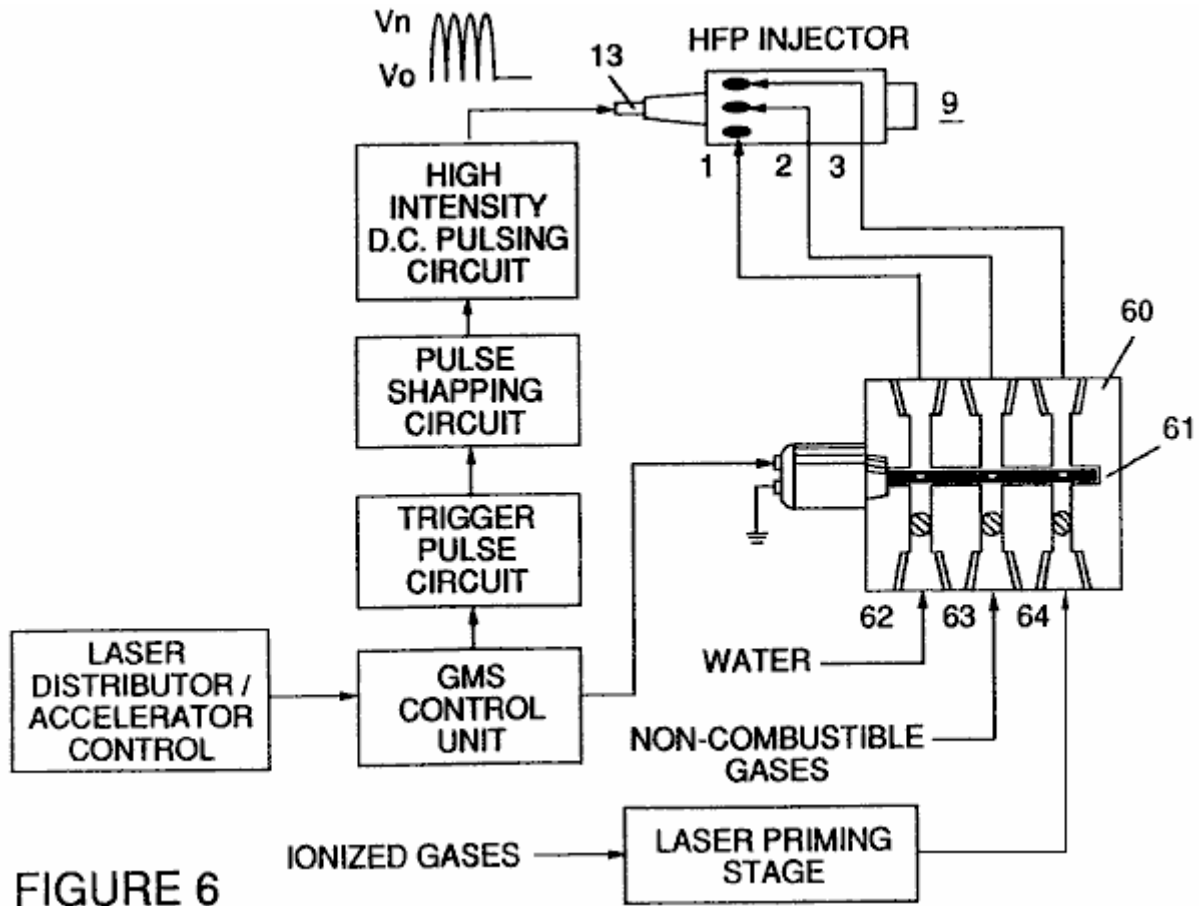 Vn
Vo
HFP INJECTOR
13
9
1 2 3
HIGH
INTENSITY
D.C. PULSING
CIRCUIT
60
PULSE
SHAPPING
CIRCUIT
61
TRIGGER
PULSE
CIRCUIT
62 63 64
LASER
DISTRIBUTOR /
ACCELERATOR
CONTROL
GMS
CONTROL
UNIT
WATER
NON-COMBUSTIBLE
GASES
IONIZED GASES
LASER PRIMING
STAGE
FIGURE 6